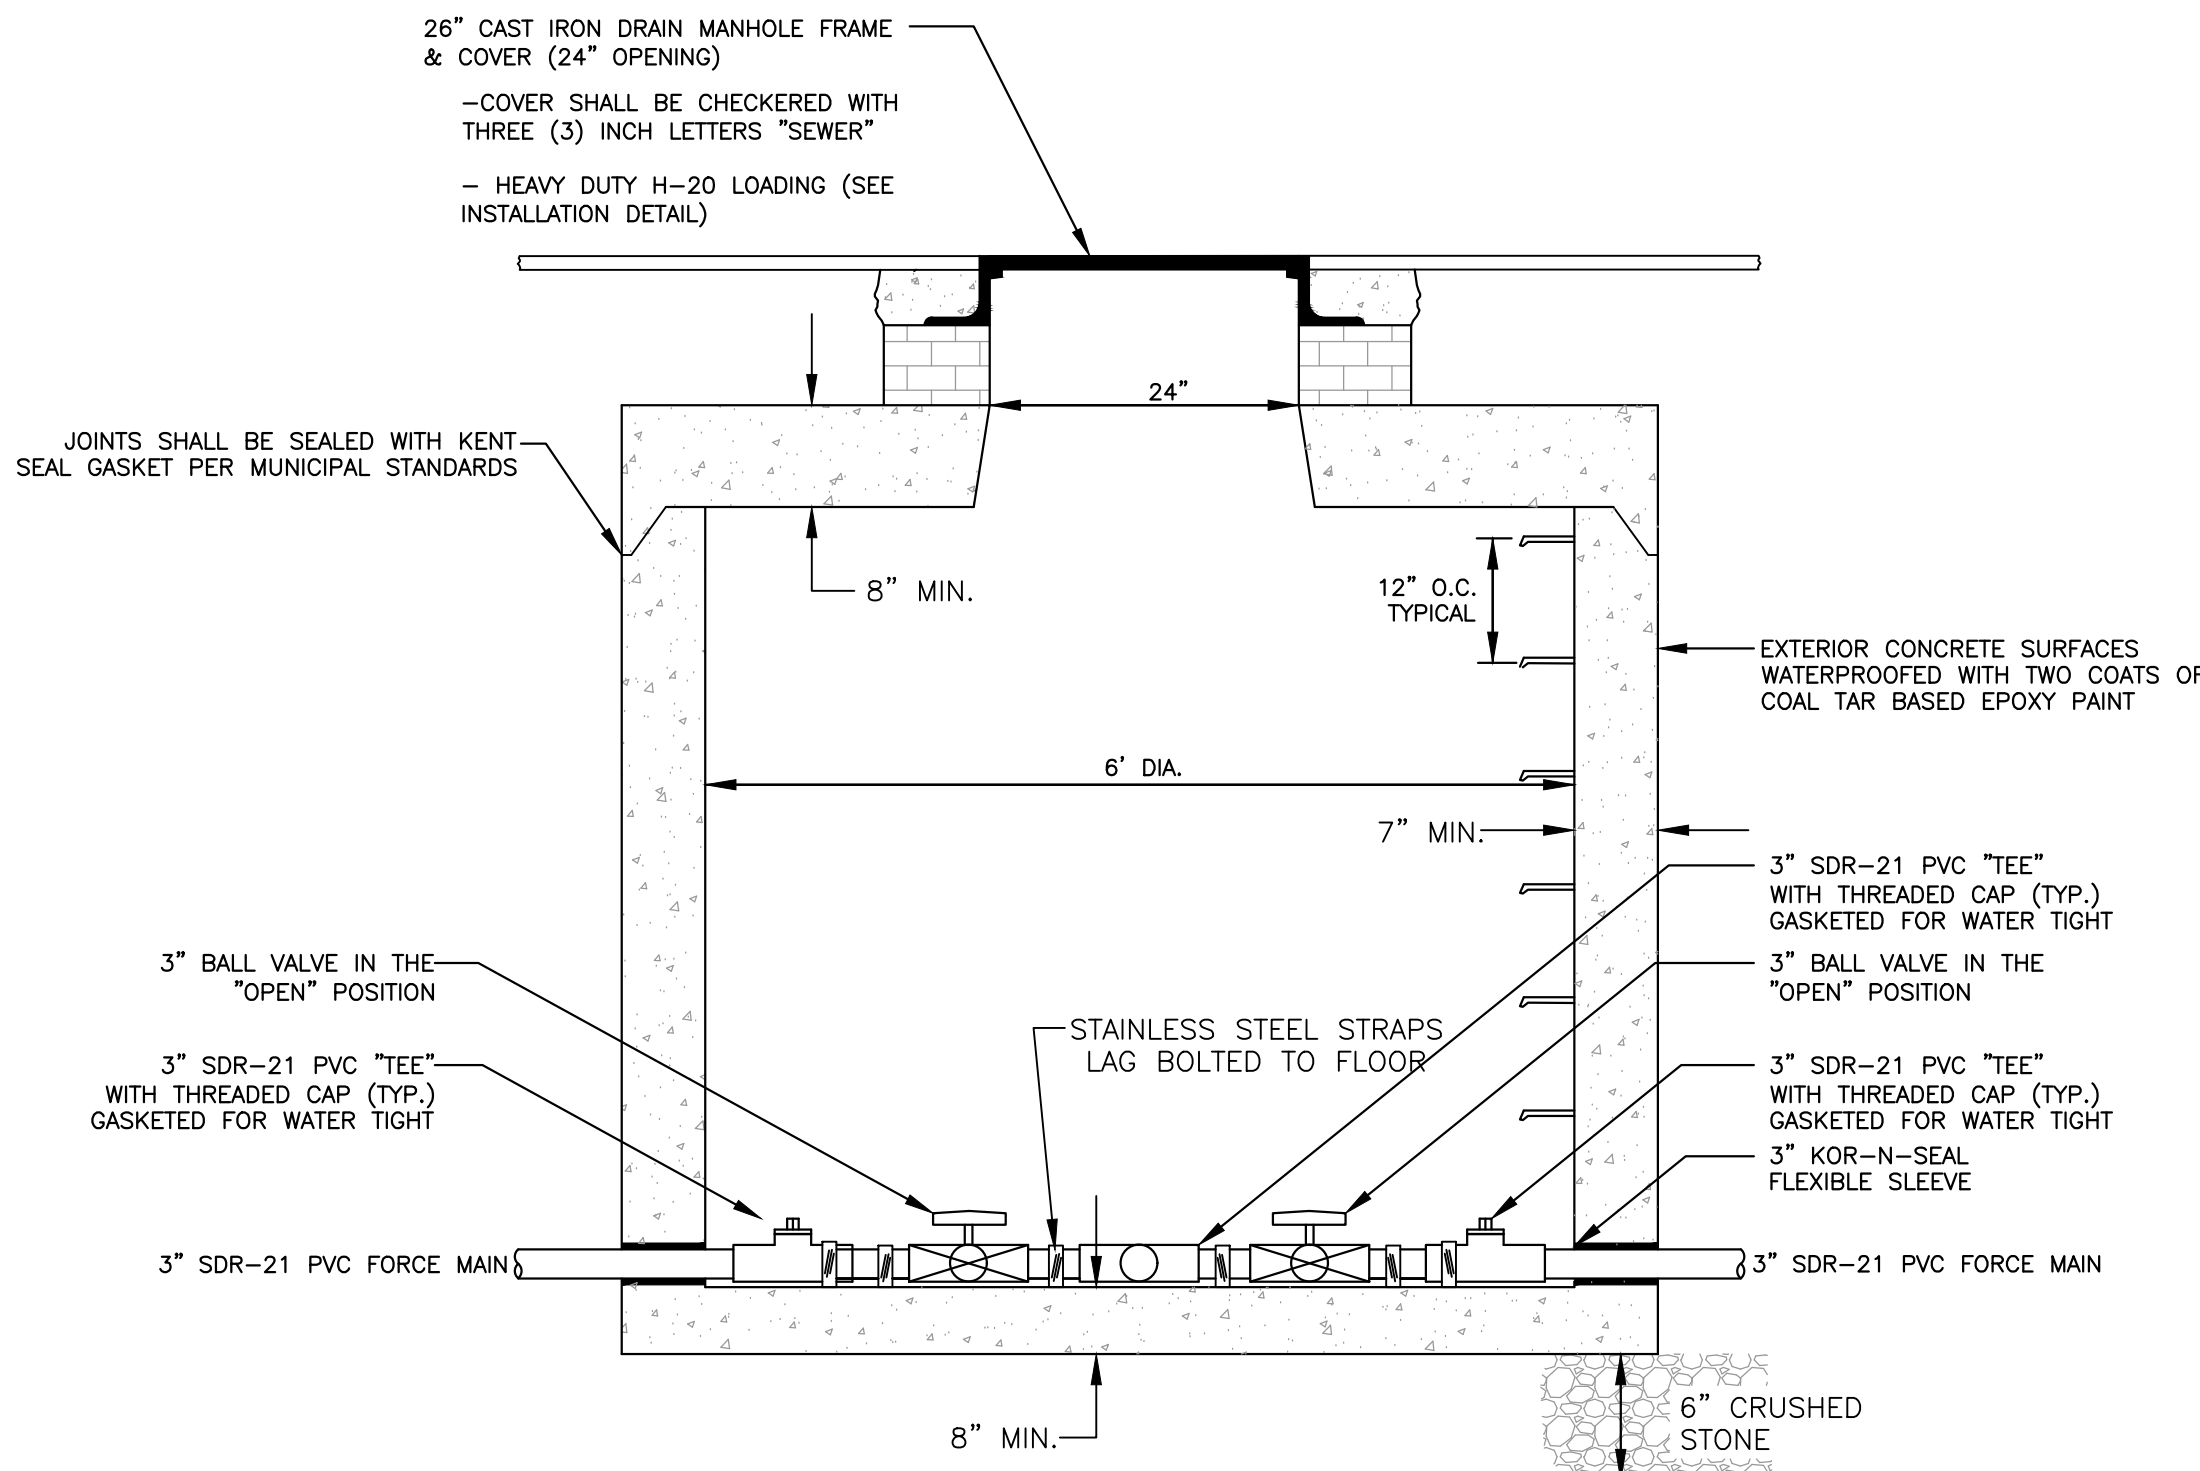 26" CAST IRON DRAIN MANHOLE FRAME
& COVER (24" OPENING)
-COVER SHALL BE CHECKERED WITH
THREE (3) INCH LETTERS "SEWER"
- HEAVY DUTY H-20 LOADING (SEE
INSTALLATION DETAIL)
24"
JOINTS SHALL BE SEALED WITH KENT
SEAL GASKET PER MUNICIPAL STANDARDS
8" MIN.
12" O.C.
TYPICAL
EXTERIOR CONCRETE SURFACES
WATERPROOFED WITH TWO COATS OF
COAL TAR BASED EPOXY PAINT
6' DIA.
7" MIN.
3" SDR-21 PVC "TEE"
WITH THREADED CAP (TYP.)
GASKETED FOR WATER TIGHT
3" BALL VALVE IN THE
"OPEN" POSITION
3" BALL VALVE IN THE
"OPEN" POSITION
STAINLESS STEEL STRAPS
LAG BOLTED TO FLOOR
3" SDR-21 PVC "TEE"
WITH THREADED CAP (TYP.)
GASKETED FOR WATER TIGHT
3" SDR-21 PVC "TEE"
WITH THREADED CAP (TYP.)
GASKETED FOR WATER TIGHT
3" KOR-N-SEAL
FLEXIBLE SLEEVE
3" SDR-21 PVC FORCE MAIN
3" SDR-21 PVC FORCE MAIN
8" MIN.
6" CRUSHED
STONE